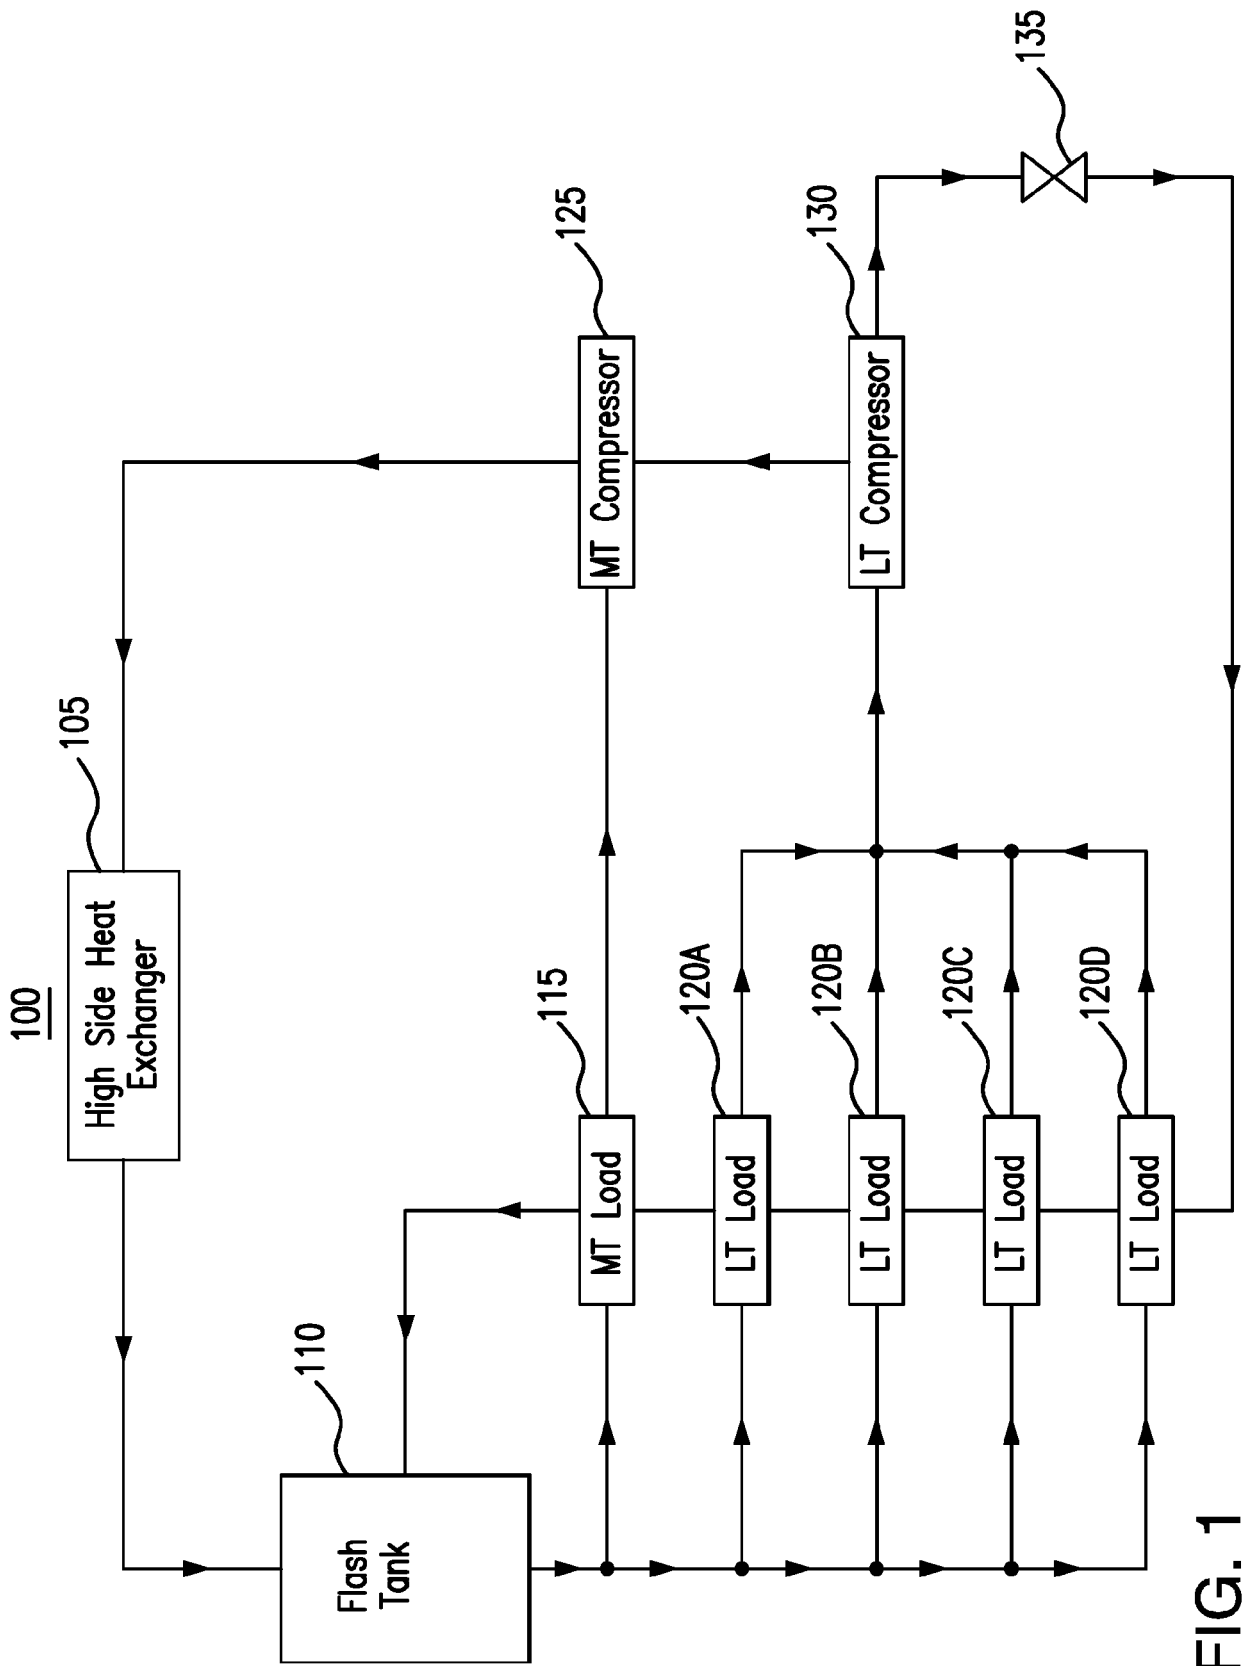 100
High Side Heat
Exchanger
105
Flash
Tank
110
MT Load
115
MT Compressor
125
LT Load
120A
LT Load
120B
LT Compressor
130
LT Load
120C
135
LT Load
120D
FIG. 1